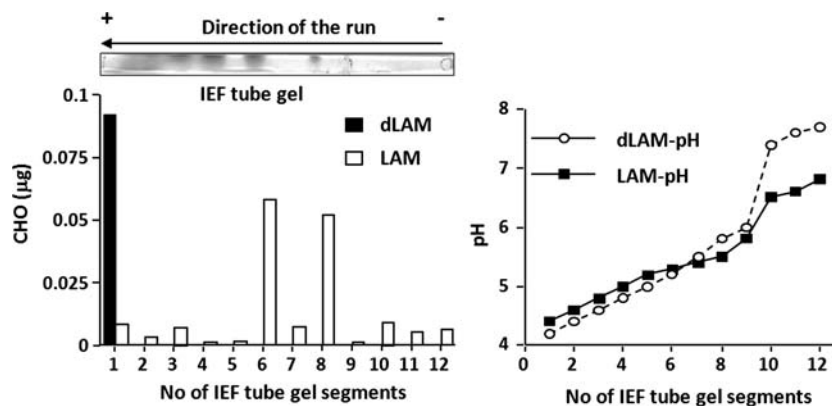 + Direction of the run -
IEF tube gel
0.1
0.075
0.05
0.025
0
CHO (µg)
dLAM
LAM
1 2 3 4 5 6 7 8 9 10 11 12
No of IEF tube gel segments
8
7
6
5
4
pH
dLAM-pH
LAM-pH
0 2 4 6 8 10 12
No of IEF tube gel segments